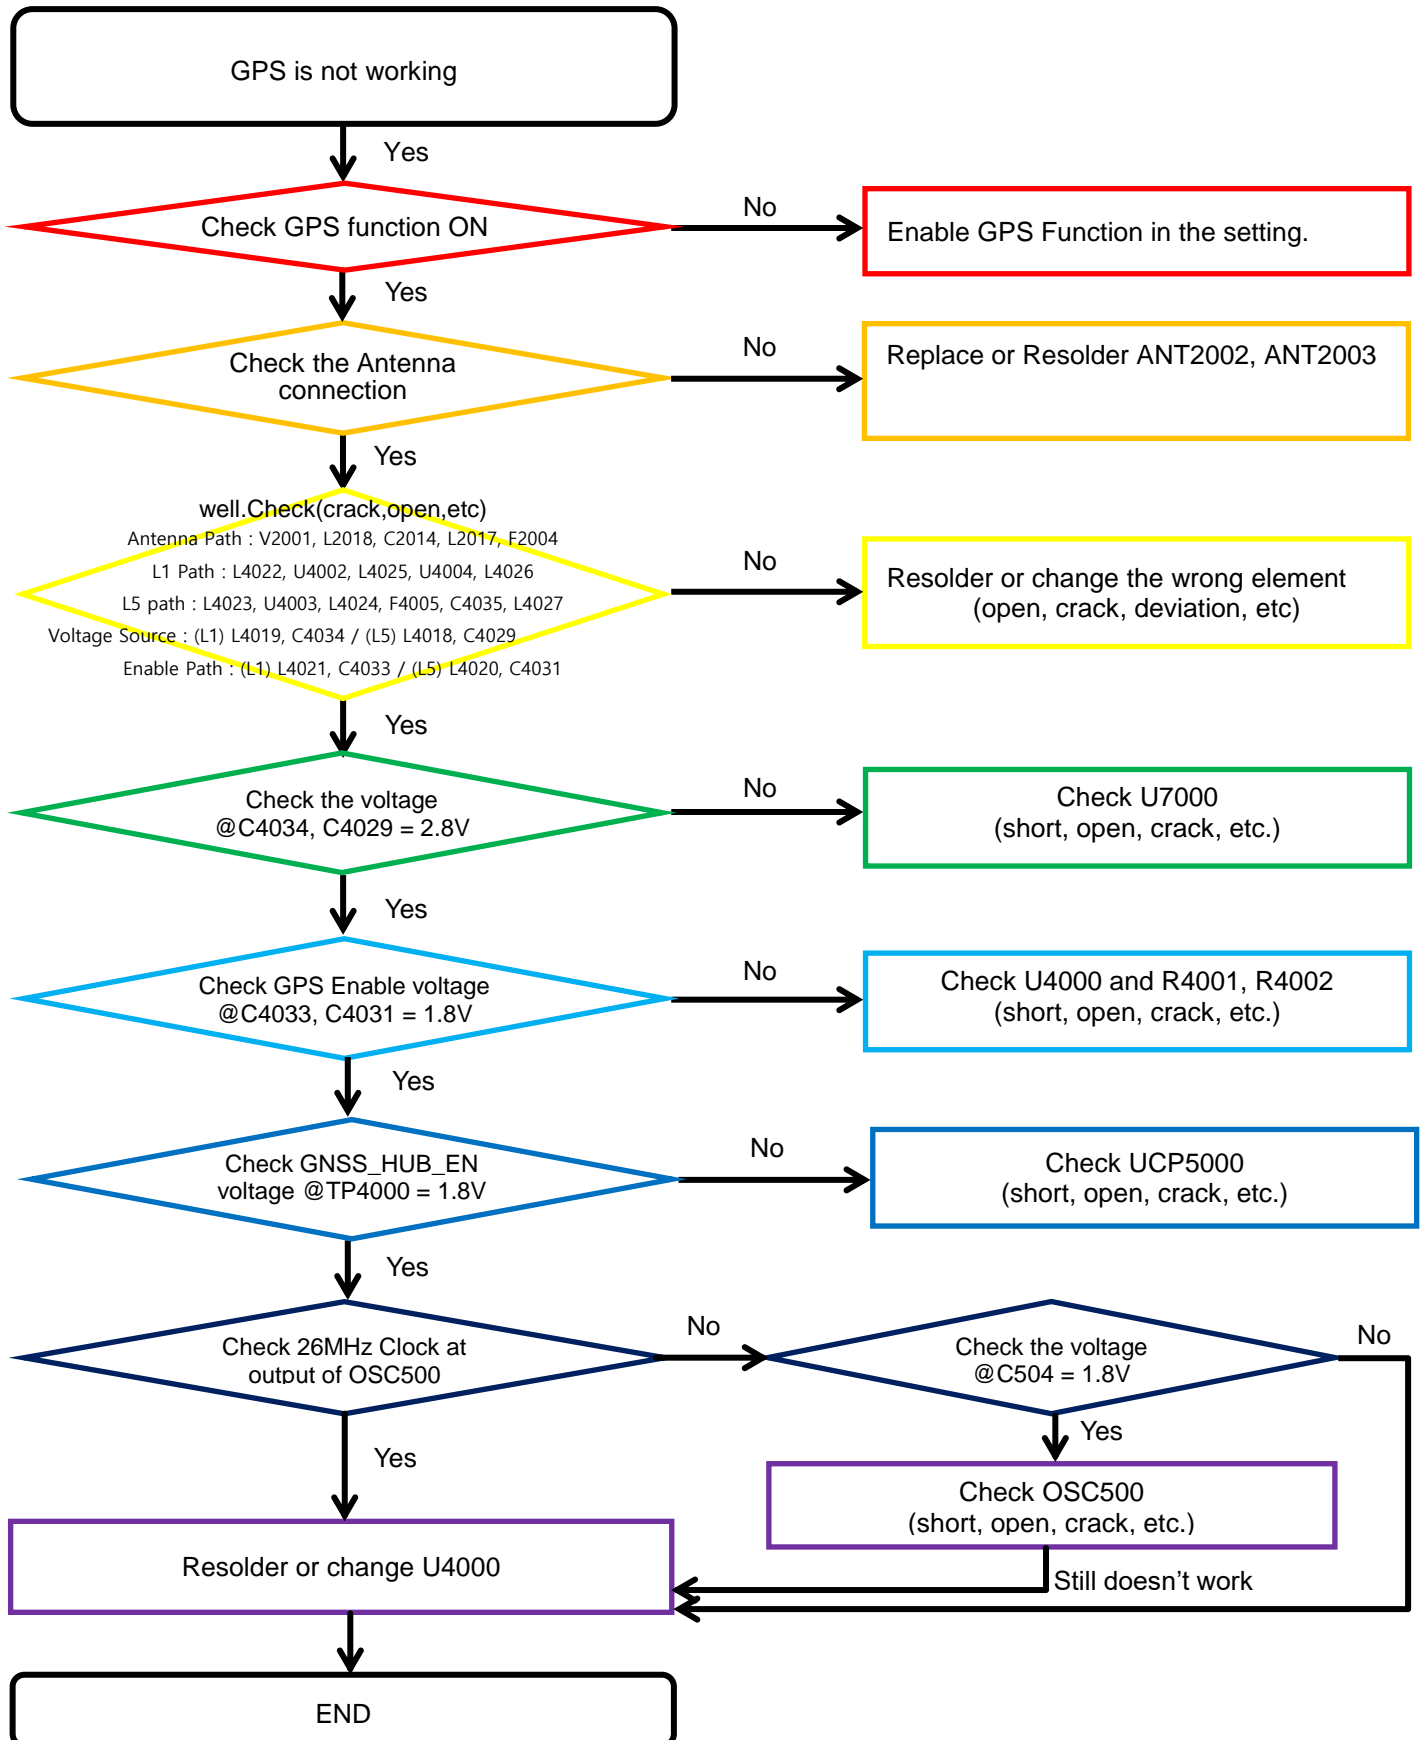 GPS is not working
Yes
Check GPS function ON
No
Enable GPS Function in the setting.
Yes
Check the Antenna
connection
No
Replace or Resolder ANT2002, ANT2003
Yes
well.Check(crack,open,etc)
Antenna Path : V2001, L2018, C2014, L2017, F2004
L1 Path : L4022, U4002, L4025, U4004, L4026
L5 path : L4023, U4003, L4024, F4005, C4035, L4027
Voltage Source : (L1) L4019, C4034 / (L5) L4018, C4029
Enable Path : (L1) L4021, C4033 / (L5) L4020, C4031
No
Resolder or change the wrong element
(open, crack, deviation, etc)
Yes
Check the voltage
@C4034, C4029 = 2.8V
No
Check U7000
(short, open, crack, etc.)
Yes
Check GPS Enable voltage
@C4033, C4031 = 1.8V
No
Check U4000 and R4001, R4002
(short, open, crack, etc.)
Yes
Check GNSS_HUB_EN
voltage @TP4000 = 1.8V
No
Check UCP5000
(short, open, crack, etc.)
Yes
Check 26MHz Clock at
output of OSC500
No
Check the voltage
@C504 = 1.8V
No
Yes
Yes
Check OSC500
(short, open, crack, etc.)
Resolder or change U4000
Still doesn’t work
END